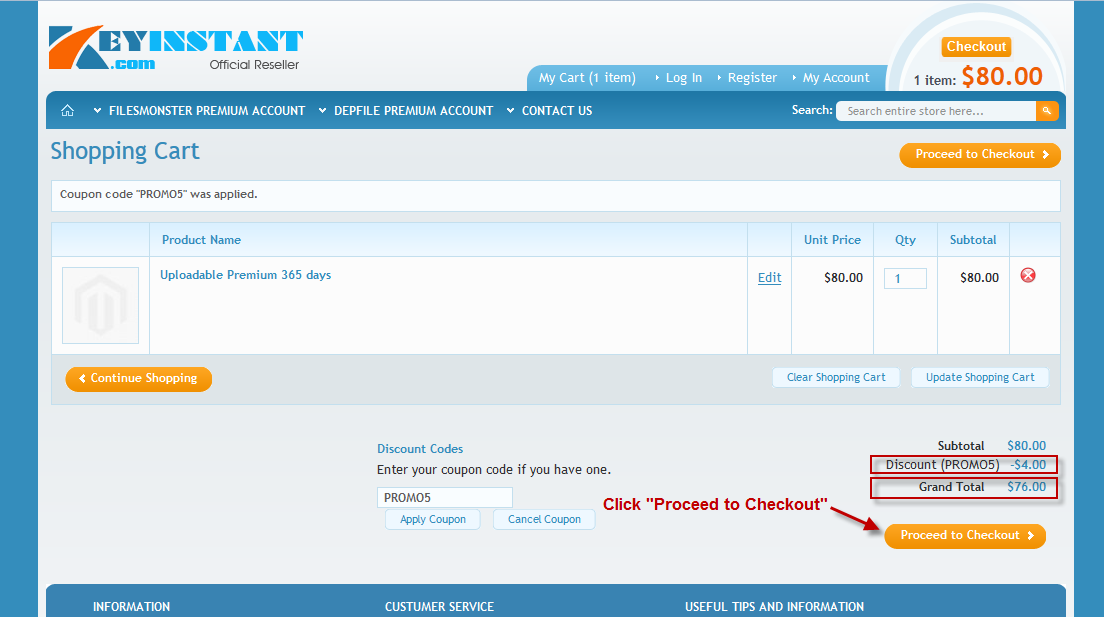 KEYINSTANT
.com
Official Reseller
Checkout
1 item: $80.00
My Cart (1 item) Log In Register My Account
FILESMONSTER PREMIUM ACCOUNT DEPFILE PREMIUM ACCOUNT CONTACT US Search: Search entire store here...
Shopping Cart
Proceed to Checkout
Coupon code "PROMO5" was applied.
Product Name Unit Price Qty Subtotal
Uploadable Premium 365 days Edit $80.00 1 $80.00
Continue Shopping Clear Shopping Cart Update Shopping Cart
Discount Codes
Enter your coupon code if you have one.
PROMO5
Apply Coupon Cancel Coupon
Subtotal $80.00
Discount (PROMO5) -$4.00
Grand Total $76.00
Click "Proceed to Checkout"
Proceed to Checkout
INFORMATION CUSTUMER SERVICE USEFUL TIPS AND INFORMATION